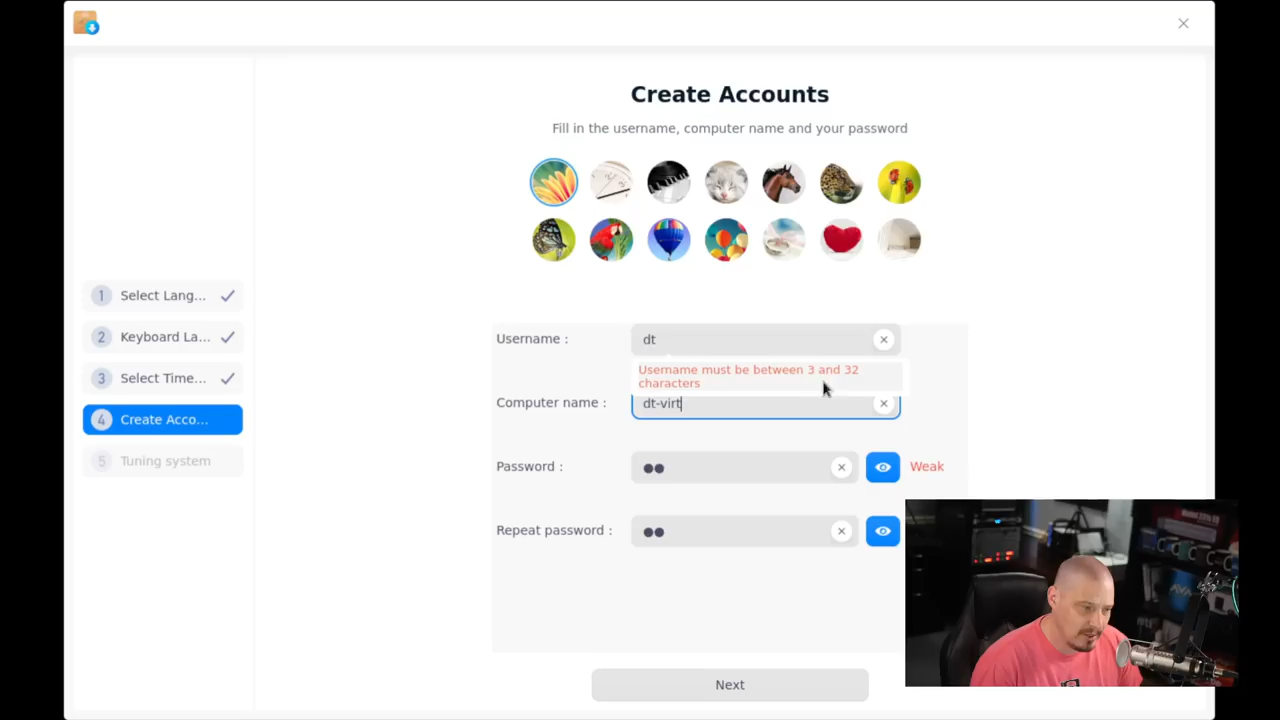 Create Accounts
Fill in the username, computer name and your password
1 Select Lang... 
2 Keyboard La...
3 Select Time...
4 Create Acco...
5 Tuning system
Username :
dt
Username must be between 3 and 32
characters
Computer name :
dt-virt
Password :
Weak
Repeat password :
Next